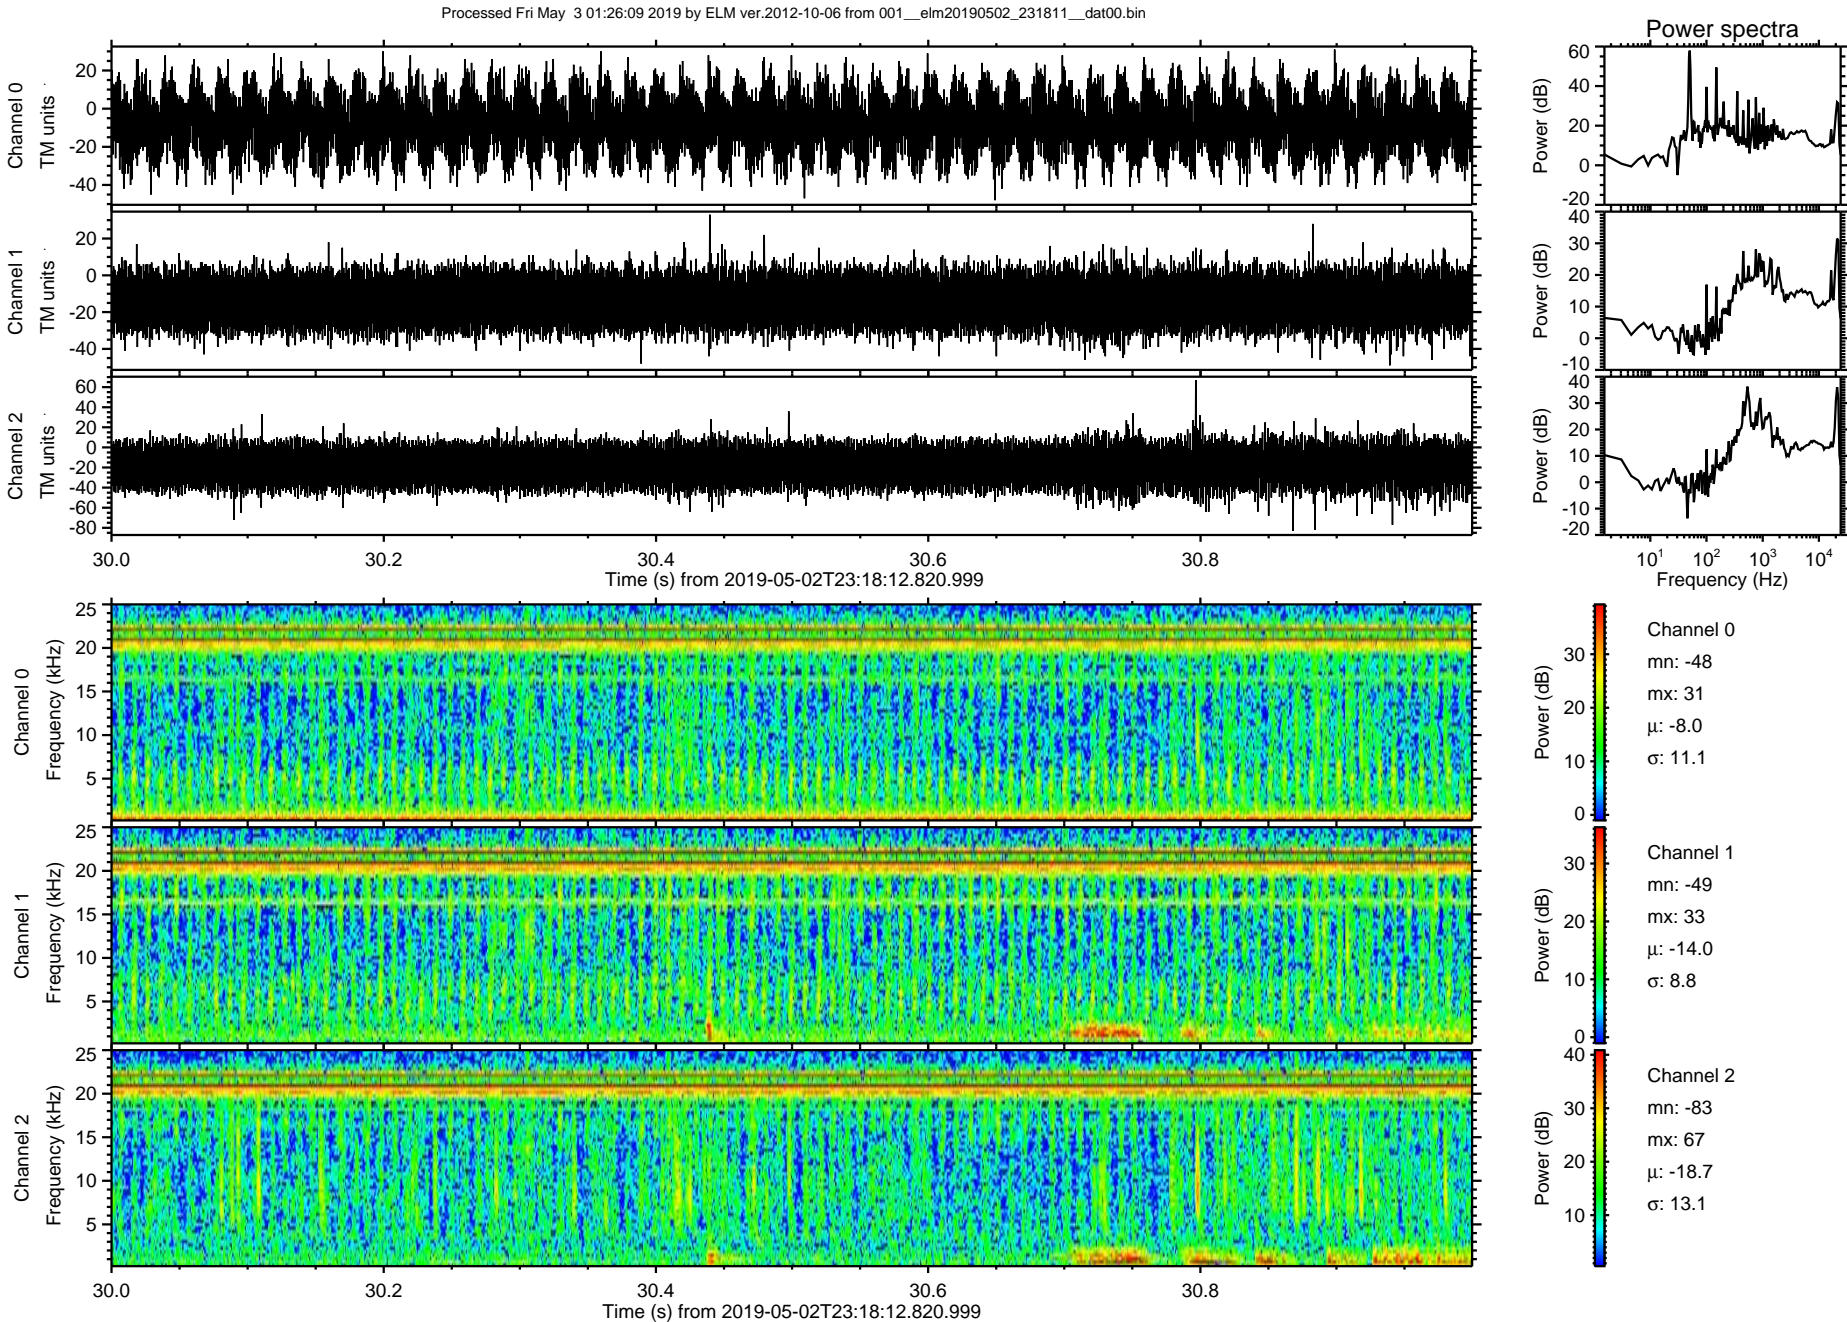 Processed Fri May  3 01:26:09 2019 by ELM ver.2012-10-06 from 001__elm20190502_231811__dat00.bin
Power spectra
Channel 0
TM units
20
0
-20
-40
Power (dB)
60
40
20
0
-20
Channel 1
TM units
20
0
-20
-40
Power (dB)
40
30
20
10
0
-10
Channel 2
TM units
60
40
20
0
-20
-40
-60
-80
Power (dB)
40
30
20
10
0
-10
-20
30.0 30.2 30.4 30.6 30.8
Time (s) from 2019-05-02T23:18:12.820.999
10^1 10^2 10^3 10^4
Frequency (Hz)
Channel 0
Frequency (kHz)
25
20
15
10
5
Power (dB)
30
20
10
0
Channel 0
mn: -48
mx: 31
μ: -8.0
σ: 11.1
Channel 1
Frequency (kHz)
25
20
15
10
5
Power (dB)
30
20
10
0
Channel 1
mn: -49
mx: 33
μ: -14.0
σ: 8.8
Channel 2
Frequency (kHz)
25
20
15
10
5
Power (dB)
40
30
20
10
Channel 2
mn: -83
mx: 67
μ: -18.7
σ: 13.1
30.0 30.2 30.4 30.6 30.8
Time (s) from 2019-05-02T23:18:12.820.999